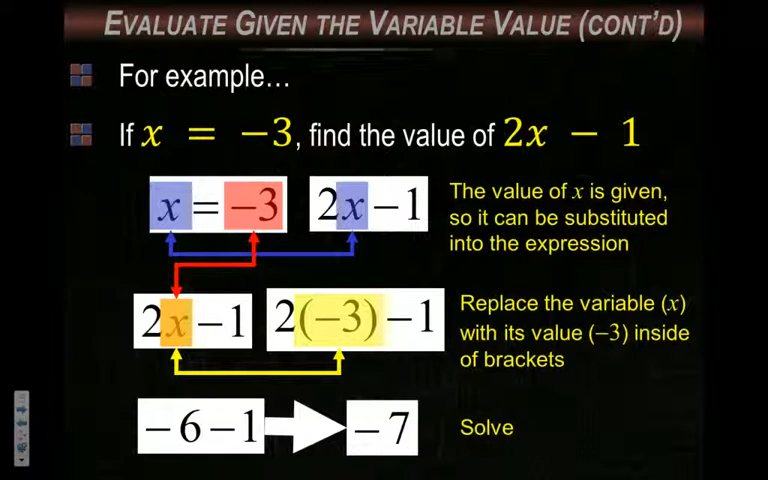 EVALUATE GIVEN THE VARIABLE VALUE (CONT'D)
For example…
If x = −3, find the value of 2x − 1
x = −3 2x − 1
The value of x is given,
so it can be substituted
into the expression
2x − 1 2(−3) − 1
Replace the variable (x)
with its value (−3) inside
of brackets
−6 − 1 −7
Solve